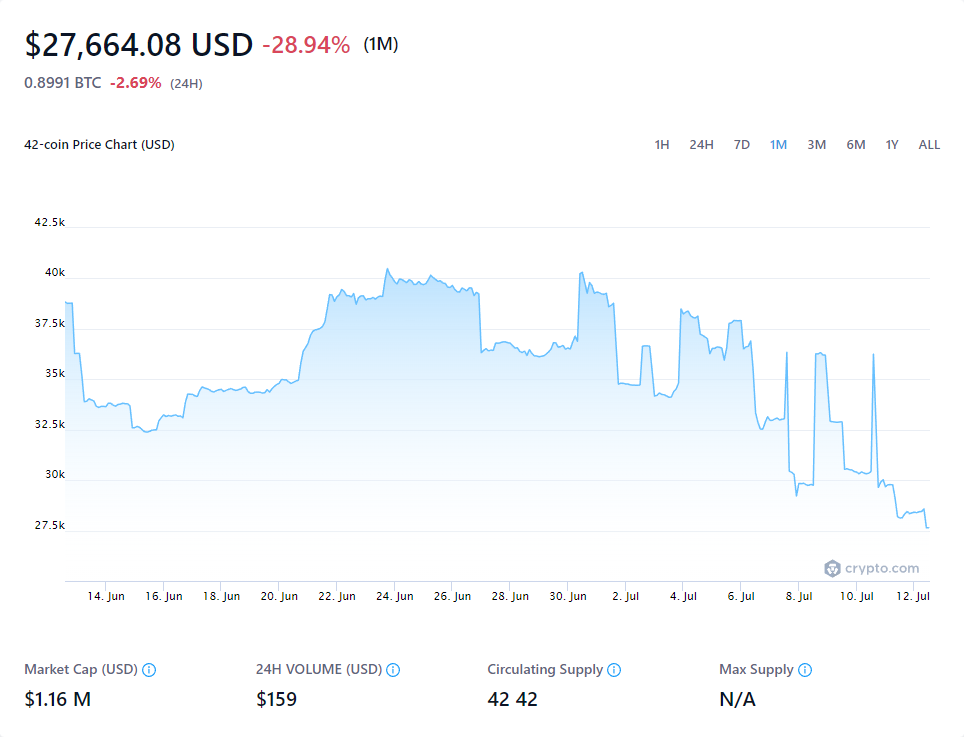 $27,664.08 USD -28.94% (1M)
0.8991 BTC -2.69% (24H)
42-coin Price Chart (USD) 1H 24H 7D 1M 3M 6M 1Y ALL
42.5k
40k
37.5k
35k
32.5k
30k
27.5k
crypto.com
14. Jun 16. Jun 18. Jun 20. Jun 22. Jun 24. Jun 26. Jun 28. Jun 30. Jun 2. Jul 4. Jul 6. Jul 8. Jul 10. Jul 12. Jul
Market Cap (USD) 24H VOLUME (USD) Circulating Supply Max Supply
$1.16 M $159 42 42 N/A